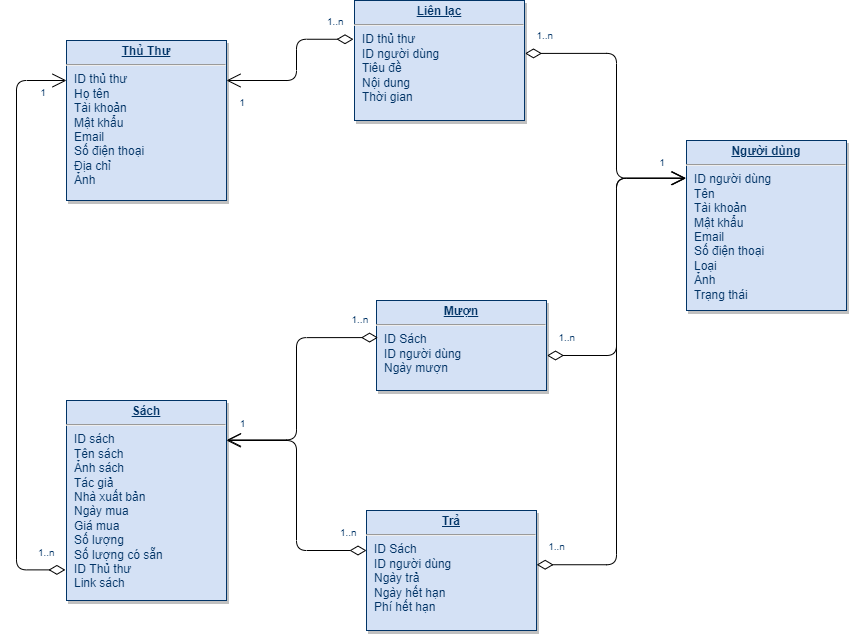 Liên lạc
ID thủ thư
ID người dùng
Tiêu đề
Nội dung
Thời gian
1..n
1..n
Thủ Thư
ID thủ thư
Họ tên
Tài khoản
Mật khẩu
Email
Số điện thoại
Địa chỉ
Ảnh
1
1
Người dùng
ID người dùng
Tên
Tài khoản
Mật khẩu
Email
Số điện thoại
Loại
Ảnh
Trạng thái
1
Mượn
ID Sách
ID người dùng
Ngày mượn
1..n
1..n
Sách
ID sách
Tên sách
Ảnh sách
Tác giả
Nhà xuất bản
Ngày mua
Giá mua
Số lượng
Số lượng có sẵn
ID Thủ thư
Link sách
1
1..n
Trả
ID Sách
ID người dùng
Ngày trả
Ngày hết hạn
Phí hết hạn
1..n
1..n